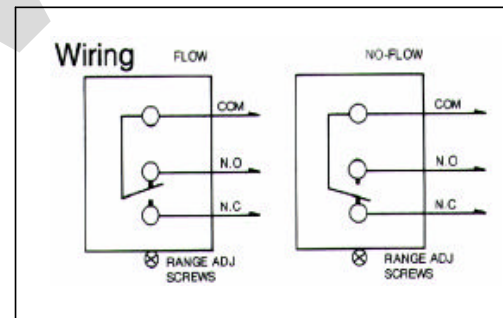 Wiring
FLOW
NO-FLOW
COM
N.O
N.C
RANGE ADJ
SCREWS
COM
N.O
N.C
RANGE ADJ
SCREWS